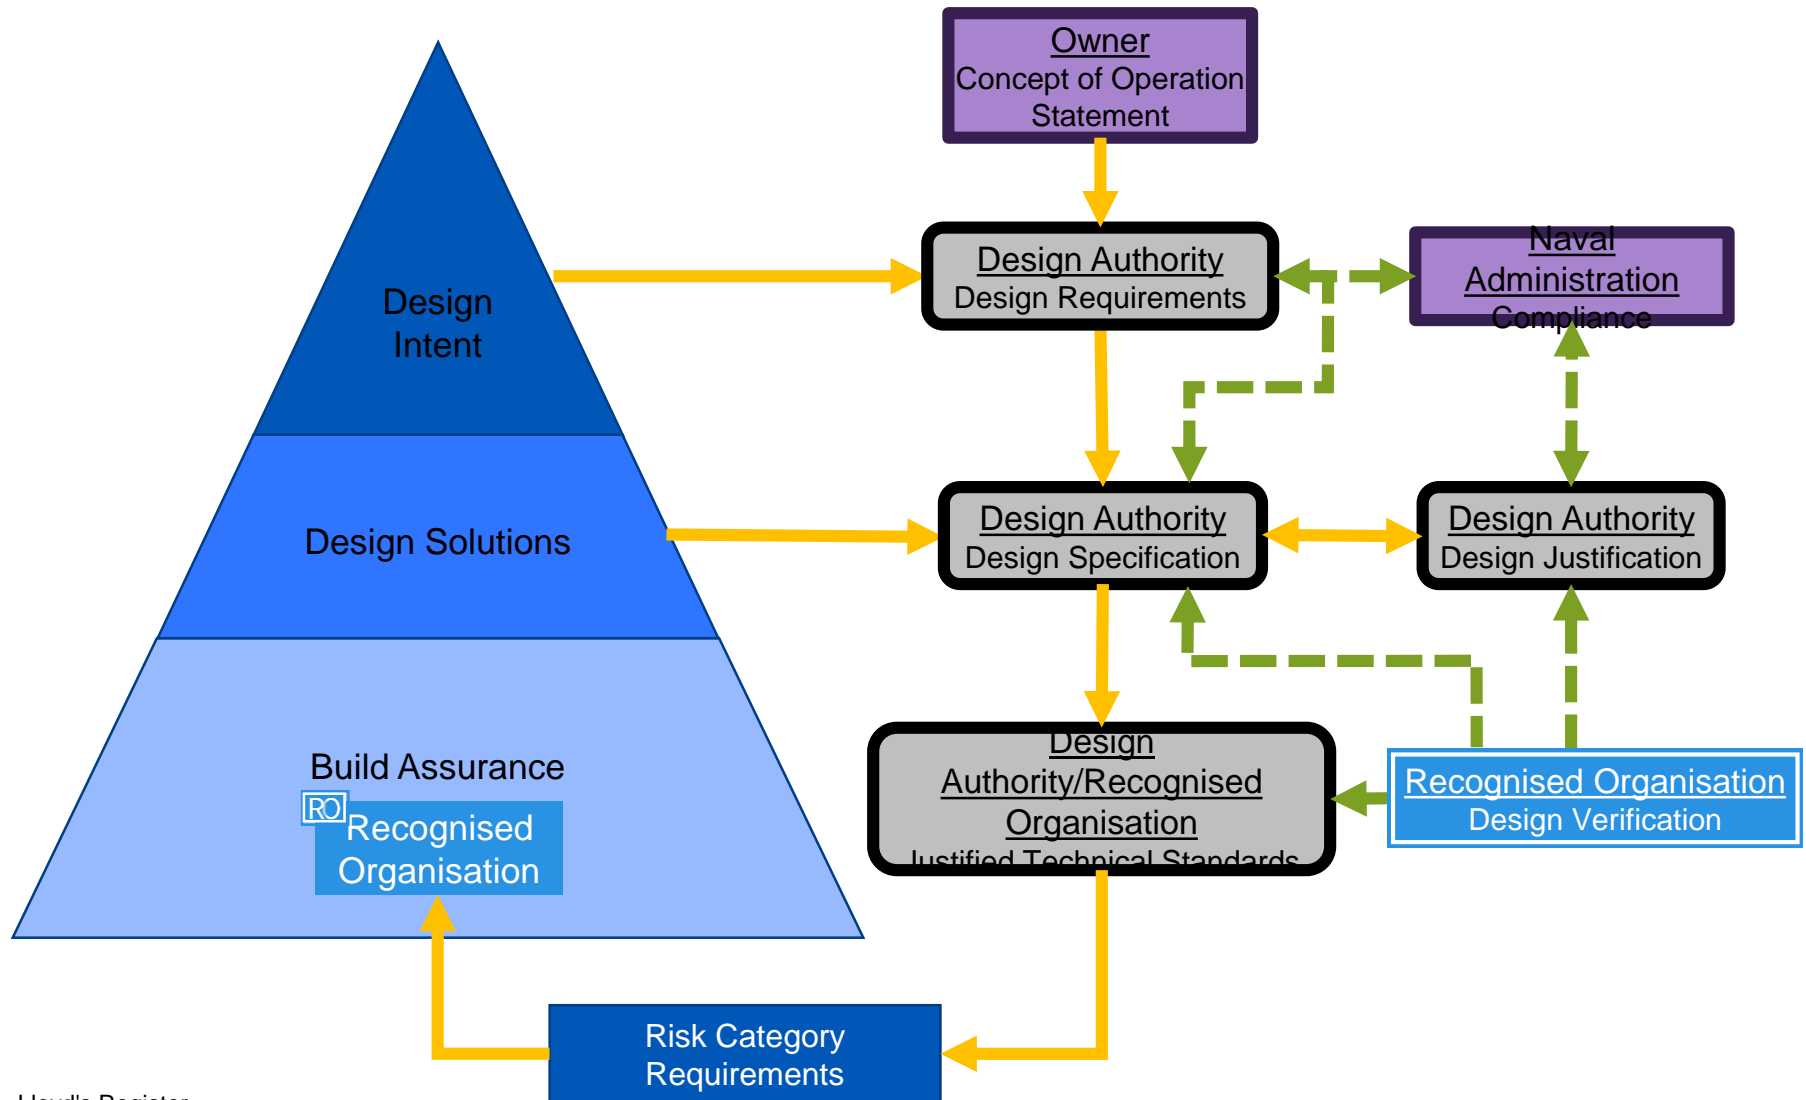 Owner
Concept of Operation
Statement
Design Authority
Design Requirements
Naval
Administration
Compliance
Design
Intent
Design Authority
Design Specification
Design Authority
Design Justification
Design Solutions
Design
Authority/Recognised
Organisation
Justified Technical Standards
Recognised Organisation
Design Verification
Build Assurance
RO
Recognised
Organisation
Risk Category
Requirements
Lloyd's Register